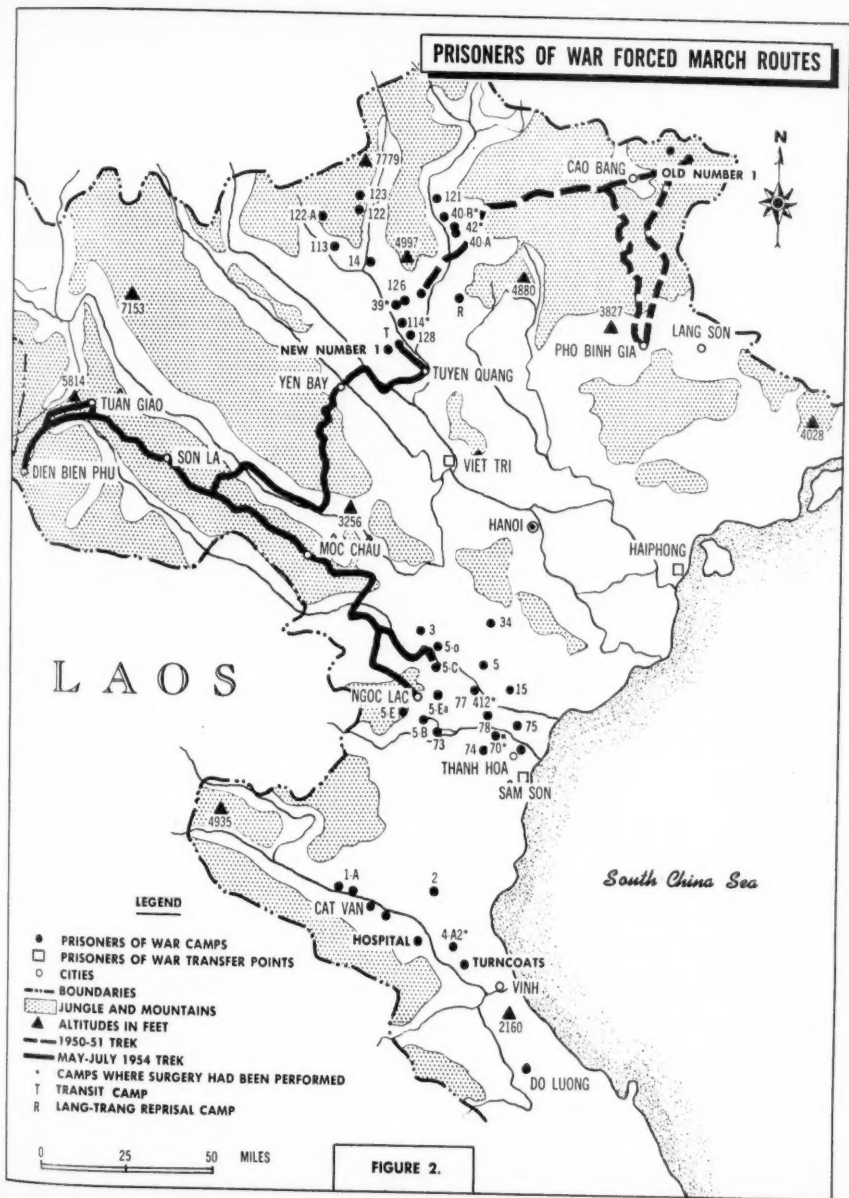 PRISONERS OF WAR FORCED MARCH ROUTES
N
7779
CAO BANG
OLD NUMBER 1
123
122-A
122
121
40-B*
42*
40-A
113
14
4997
4880
7153
126
39*
R
3827
114*
T
128
LANG SON
PHO BINH GIA
NEW NUMBER 1
TUYEN QUANG
YEN BAY
5814
TUAN GIAO
4028
SON LA
VIET TRI
DIEN BIEN PHU
3256
HANOI
MOC CHAU
HAIPHONG
34
3
5-o
5-C
5
LAOS
NGOC LAC
5-Ea
77
412*
15
5-E
5-B
78
75
73
74
70*
THANH HOA
SAM SON
4935
South China Sea
1-A
2
CAT VAN
HOSPITAL
4-A2*
TURNCOATS
VINH
2160
DO LUONG
LEGEND
PRISONERS OF WAR CAMPS
PRISONERS OF WAR TRANSFER POINTS
CITIES
BOUNDARIES
JUNGLE AND MOUNTAINS
ALTITUDES IN FEET
1950-51 TREK
MAY-JULY 1954 TREK
* CAMPS WHERE SURGERY HAD BEEN PERFORMED
T TRANSIT CAMP
R LANG-TRANG REPRISAL CAMP
0 25 50 MILES
FIGURE 2.